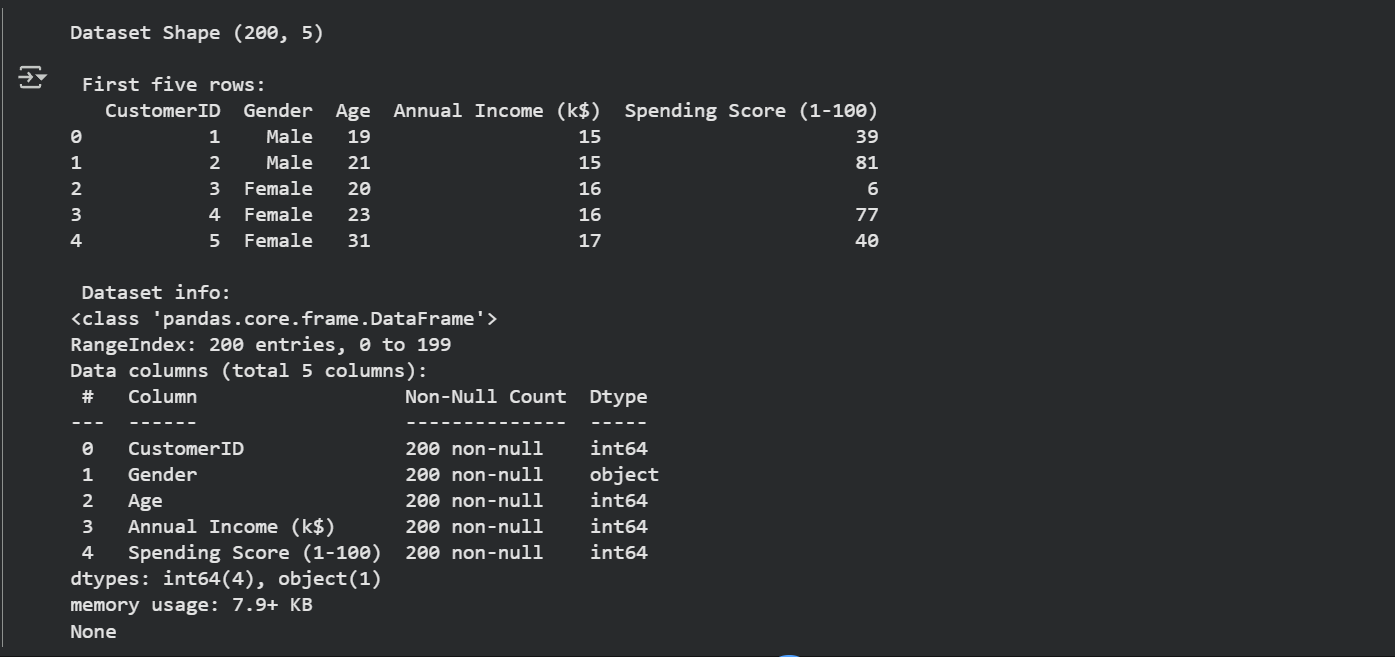 Dataset Shape (200, 5)
First five rows:
CustomerID Gender Age Annual Income (k$) Spending Score (1-100)
0 1 Male 19 15 39
1 2 Male 21 15 81
2 3 Female 20 16 6
3 4 Female 23 16 77
4 5 Female 31 17 40
Dataset info:
<class 'pandas.core.frame.DataFrame'>
RangeIndex: 200 entries, 0 to 199
Data columns (total 5 columns):
# Column Non-Null Count Dtype
--- ------ -------------- -----
0 CustomerID 200 non-null int64
1 Gender 200 non-null object
2 Age 200 non-null int64
3 Annual Income (k$) 200 non-null int64
4 Spending Score (1-100) 200 non-null int64
dtypes: int64(4), object(1)
memory usage: 7.9+ KB
None